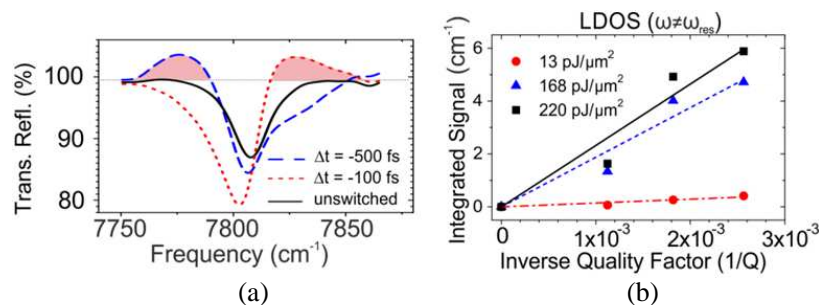 a)
b)
LDOS (ω≠ω_res)
Trans. Refl. (%)
100
90
80
Δt = -500 fs
Δt = -100 fs
unswitched
7750
7800
7850
Frequency (cm⁻¹)
Integrated Signal (cm⁻¹)
6
4
2
0
13 pJ/µm²
168 pJ/µm²
220 pJ/µm²
0
1x10⁻³
2x10⁻³
3x10⁻³
Inverse Quality Factor (1/Q)
(a)
(b)